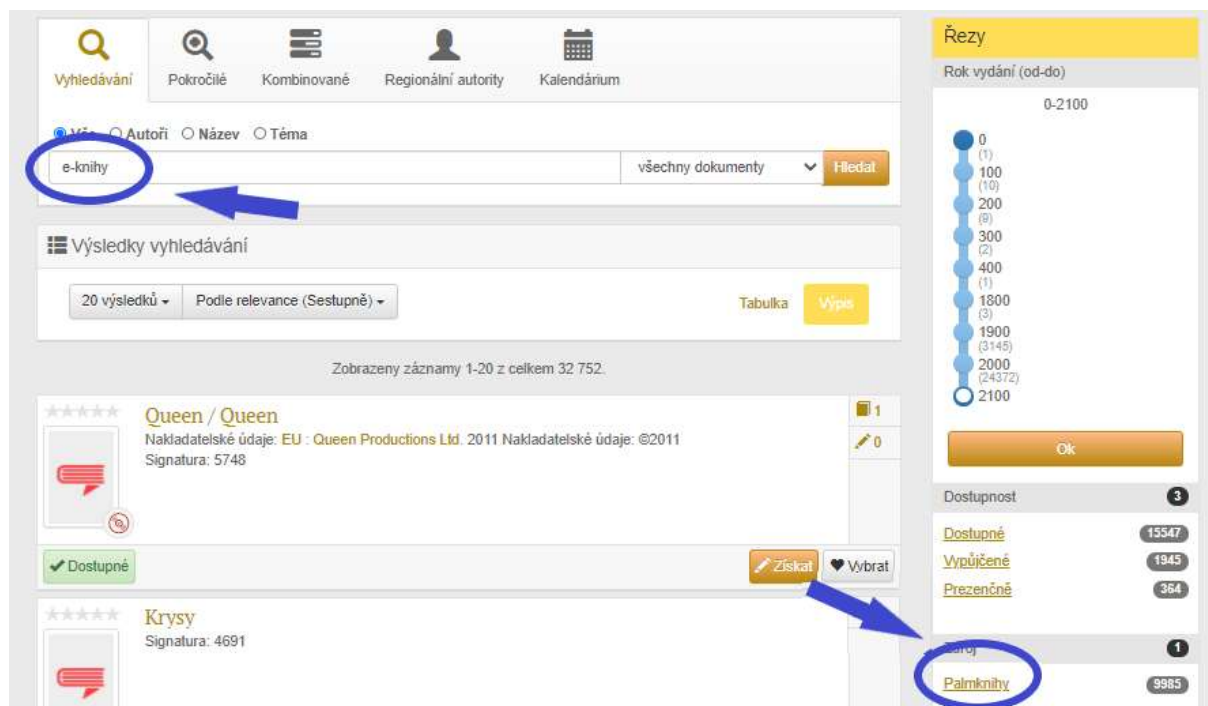 Vyhledávání Pokročilé Kombinované Regionální autority Kalendárium
Vše Autoři Název Téma
e-knihy všechny dokumenty Hledat
Výsledky vyhledávání
20 výsledků Podle relevance (Sestupně) Tabulka Výpis
Zobrazeny záznamy 1-20 z celkem 32 752.
Queen / Queen 1
Nakladatelské údaje: EU : Queen Productions Ltd. 2011 Nakladatelské údaje: ©2011 0
Signatura: 5748
Dostupné Získat Vybrat
Krysy
Signatura: 4691
Řezy
Rok vydání (od-do)
0-2100
0
(1)
100
(10)
200
(9)
300
(2)
400
(1)
1800
(3)
1900
(3145)
2000
(24372)
2100
Ok
Dostupnost 3
Dostupné 15547
Vypůjčené 1945
Prezenčně 364
Zdroj 1
Palmknihy 9985